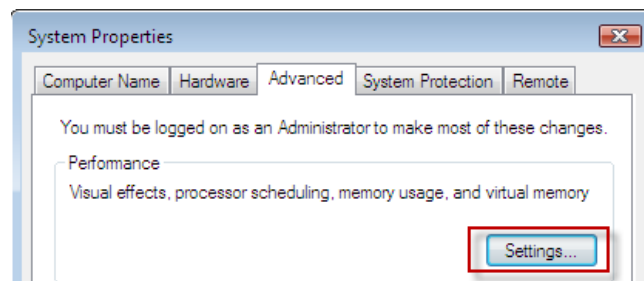 System Properties
Computer Name Hardware Advanced System Protection Remote
You must be logged on as an Administrator to make most of these changes.
Performance
Visual effects, processor scheduling, memory usage, and virtual memory
Settings...